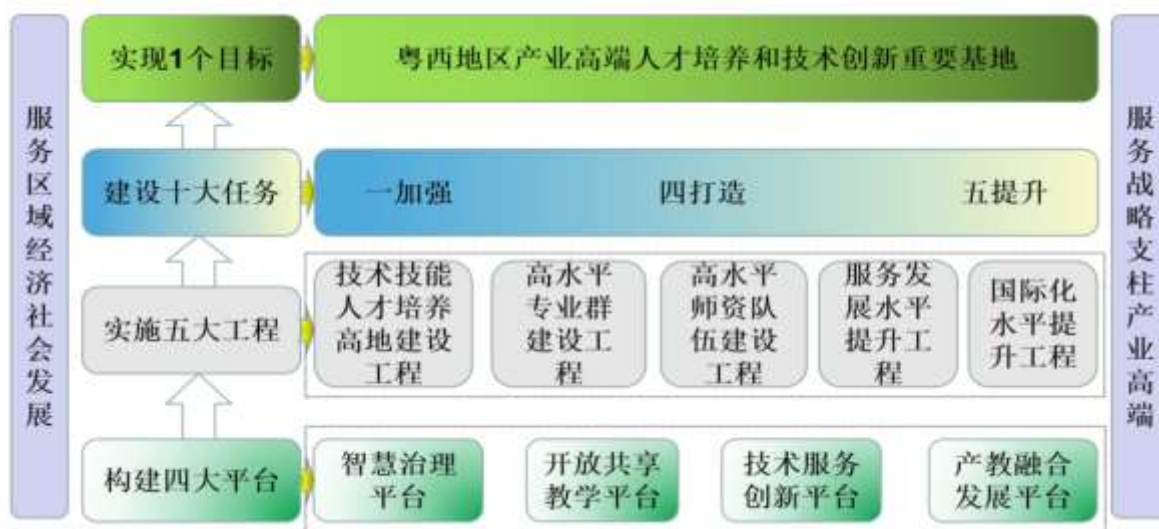 服务区域经济社会发展
实现1个目标
粤西地区产业高端人才培养和技术创新重要基地
建设十大任务
一加强
四打造
五提升
实施五大工程
技术技能
人才培养
高地建设
工程
高水平
专业群
建设工
程
高水平
师资队
伍建设
工程
服务发
展水平
提升工
程
国际化
水平提
升工程
构建四大平台
智慧治理
平台
开放共享
教学平台
技术服务
创新平台
产教融合
发展平台
服务战略支柱产业高端